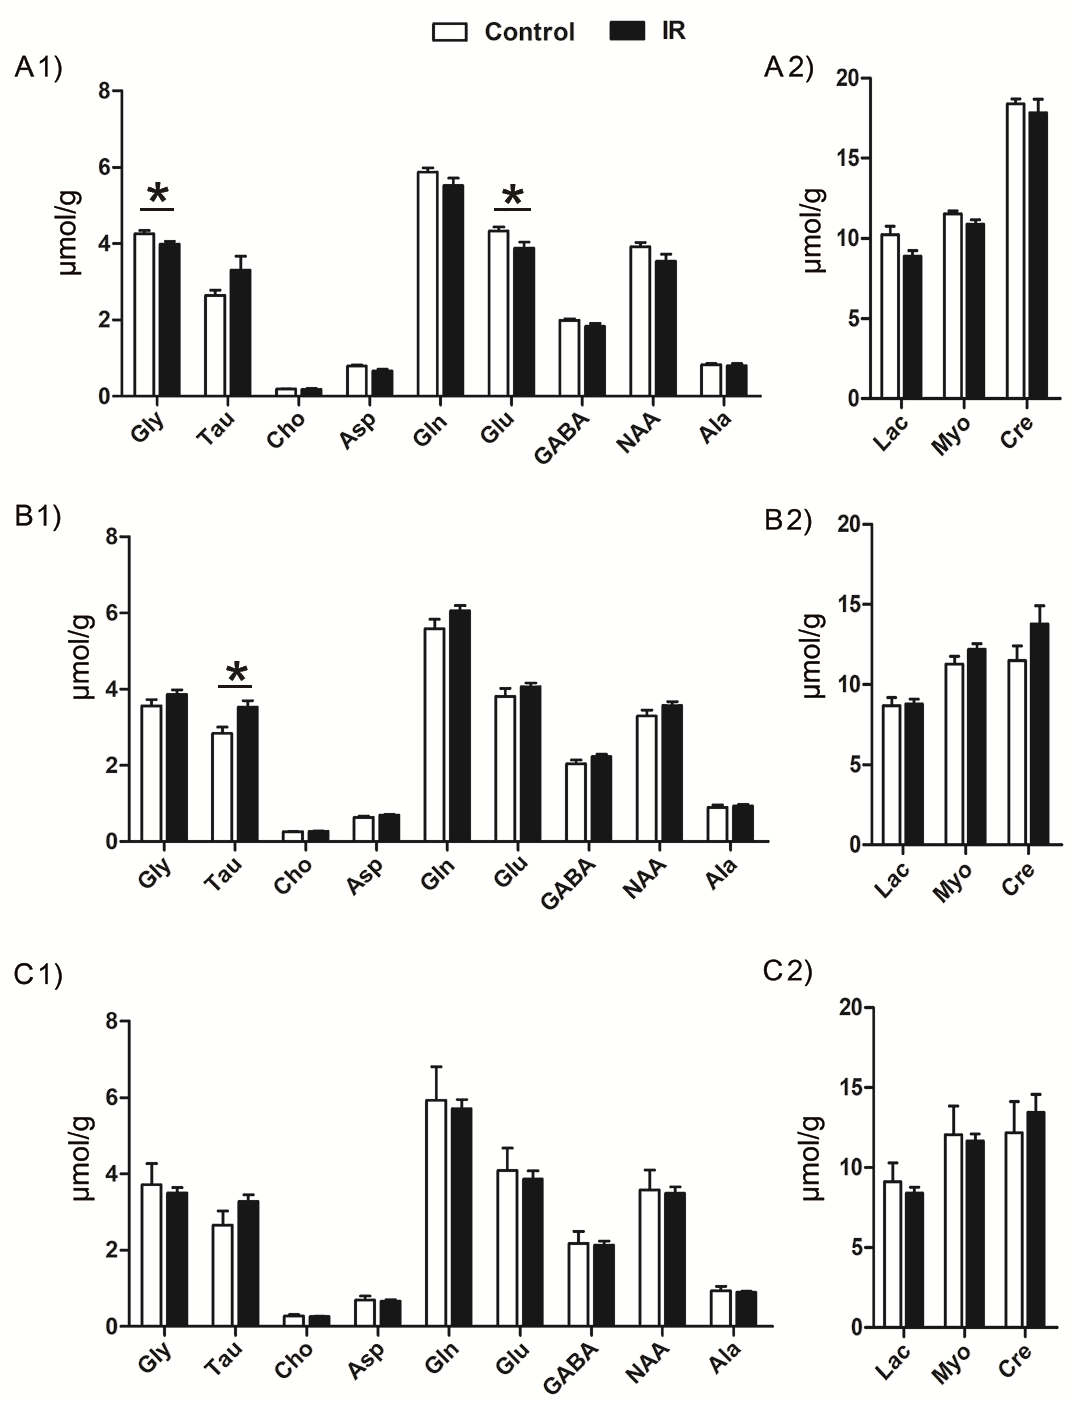 Control IR
A1)
8
6
4
2
0
µmol/g
*
*
Gly Tau Cho Asp Gln Glu GABA NAA Ala
A2)
20
15
10
5
0
µmol/g
Lac Myo Cre
B1)
8
6
4
2
0
µmol/g
*
Gly Tau Cho Asp Gln Glu GABA NAA Ala
B2)
20
15
10
5
0
µmol/g
Lac Myo Cre
C1)
8
6
4
2
0
µmol/g
Gly Tau Cho Asp Gln Glu GABA NAA Ala
C2)
20
15
10
5
0
µmol/g
Lac Myo Cre